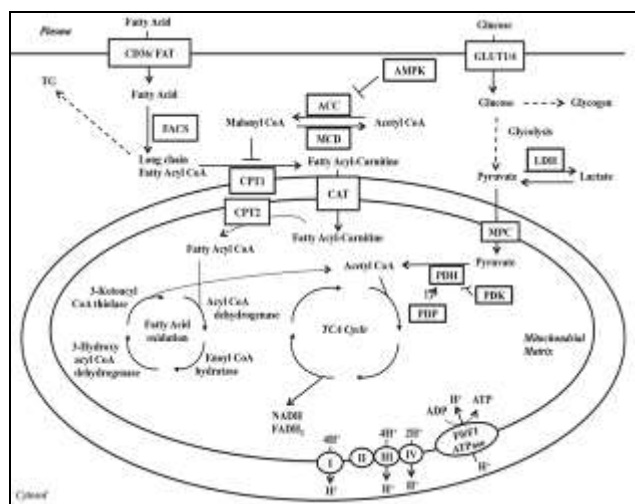 Fatty Acid
Glucose
Plasma
CD36/ FAT
GLUT1/4
AMPK
TG
Fatty Acid
ACC
Glucose
Glycogen
Malonyl CoA
Acetyl CoA
FACS
MCD
Glycolysis
LDH
Long chain
Fatty Acyl CoA
Fatty Acyl-Carnitine
Pyruvate
Lactate
CPT1
CAT
CPT2
MPC
Fatty Acyl CoA
Fatty Acyl-Carnitine
Acetyl CoA
PDH
Pyruvate
3-Ketoacyl
CoA thiolase
Acyl CoA
dehydrogenase
PDP
PDK
Fatty Acid
oxidation
TCA Cycle
Mitochondrial
Matrix
3-Hydroxy
acyl CoA
dehydrogenase
Enoyl CoA
hydratase
NADH
FADH2
H+
ATP
ADP
4H+
4H+
2H+
I
II
III
IV
ATPase
H+
H+
H+
H+
Cytosol